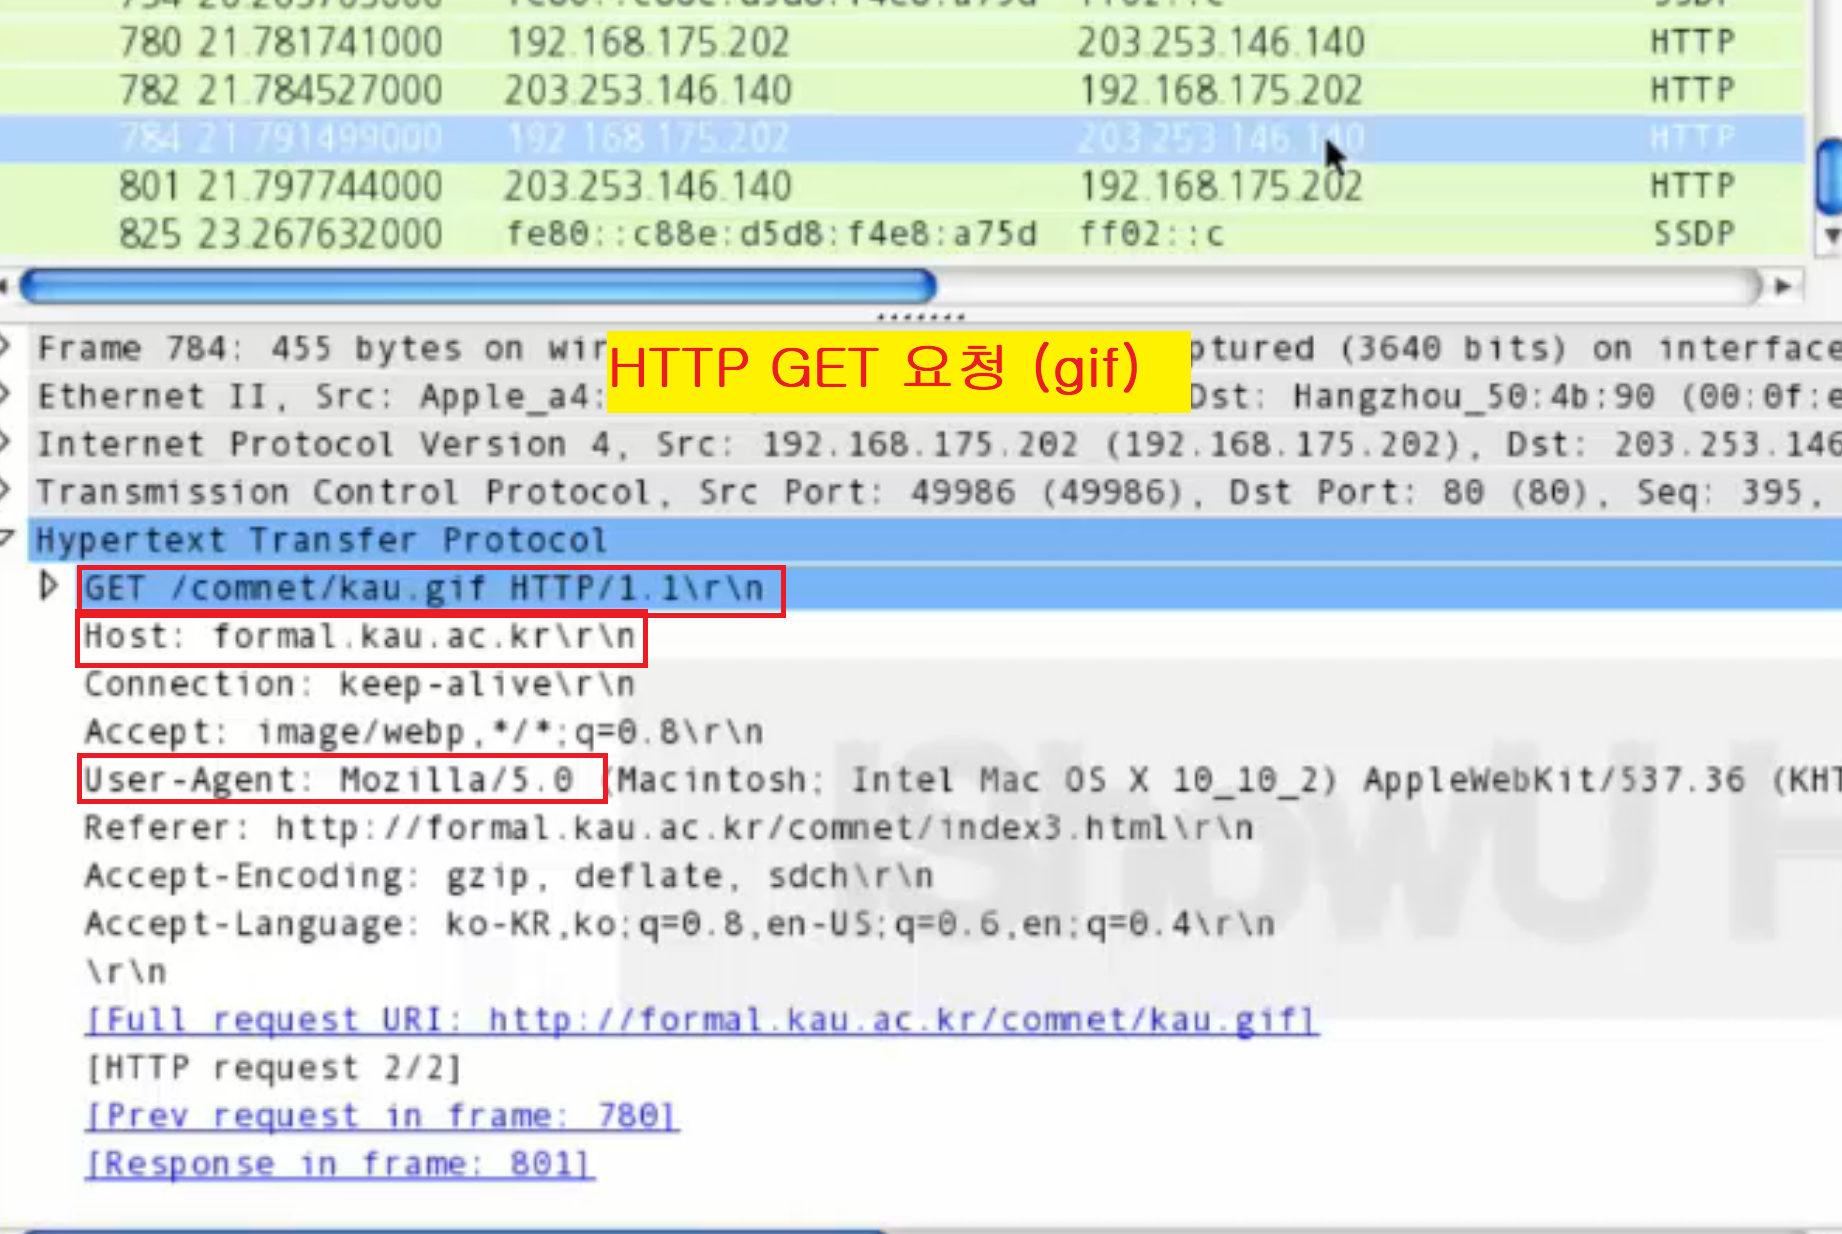 780 21.781741000 192.168.175.202 203.253.146.140 HTTP
782 21.784527000 203.253.146.140 192.168.175.202 HTTP
784 21.791499000 192.168.175.202 203.253.146.140 HTTP
801 21.797744000 203.253.146.140 192.168.175.202 HTTP
825 23.267632000 fe80::c88e:d5d8:f4e8:a75d ff02::c SSDP
Frame 784: 455 bytes on wir HTTP GET 요청 (gif) ptured (3640 bits) on interface
Ethernet II, Src: Apple_a4: Dst: Hangzhou_50:4b:90 (00:0f:e
Internet Protocol Version 4, Src: 192.168.175.202 (192.168.175.202), Dst: 203.253.146
Transmission Control Protocol, Src Port: 49986 (49986), Dst Port: 80 (80), Seq: 395,
Hypertext Transfer Protocol
GET /comnet/kau.gif HTTP/1.1\r\n
Host: formal.kau.ac.kr\r\n
Connection: keep-alive\r\n
Accept: image/webp,*/*;q=0.8\r\n
User-Agent: Mozilla/5.0 (Macintosh; Intel Mac OS X 10_10_2) AppleWebKit/537.36 (KHT
Referer: http://formal.kau.ac.kr/comnet/index3.html\r\n
Accept-Encoding: gzip, deflate, sdch\r\n
Accept-Language: ko-KR,ko;q=0.8,en-US;q=0.6,en;q=0.4\r\n
\r\n
[Full request URI: http://formal.kau.ac.kr/comnet/kau.gif]
[HTTP request 2/2]
[Prev request in frame: 780]
[Response in frame: 801]
iShowU H